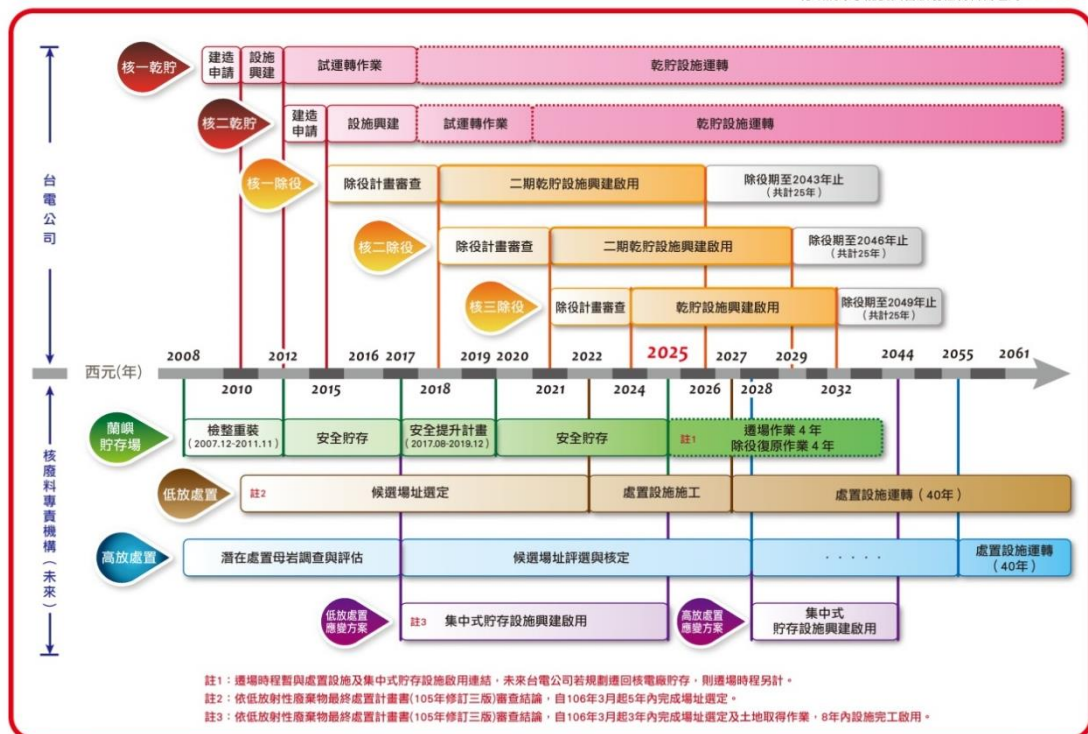 核一乾貯
建造
申請
設施
興建
試運轉作業
乾貯設施運轉
核二乾貯
建造
申請
設施興建
試運轉作業
乾貯設施運轉
台電公司
核一除役
除役計畫審查
二期乾貯設施興建啟用
除役期至2043年止
(共計25年)
核二除役
除役計畫審查
二期乾貯設施興建啟用
除役期至2046年止
(共計25年)
核三除役
除役計畫審查
乾貯設施興建啟用
除役期至2049年止
(共計25年)
2008 2012 2016 2017 2019 2020 2022 2025 2027 2029 2044 2055 2061
西元(年)
2010 2015 2018 2021 2024 2026 2028 2032
核廢料專責機構(未來)
蘭嶼
貯存場
檢整重裝
(2007.12-2011.11)
安全貯存
安全提升計畫
(2017.08-2019.12)
安全貯存
註1
遷場作業 4 年
除役復原作業 4 年
低放處置
註2
候選場址選定
處置設施施工
處置設施運轉(40年)
高放處置
潛在處置母岩調查與評估
候選場址評選與核定
· · · · ·
處置設施運轉
(40年)
低放處置
應變方案
註3
集中式貯存設施興建啟用
高放處置
應變方案
集中式
貯存設施興建啟用
註1:遷場時程暫與處置設施及集中式貯存設施啟用連結,未來台電公司若規劃遷回核電廠貯存,則遷場時程另計。
註2:依低放射性廢棄物最終處置計畫書(105年修訂三版)審查結論,自106年3月起5年內完成場址選定。
註3:依低放射性廢棄物最終處置計畫書(105年修訂三版)審查結論,自106年3月起3年內完成場址選定及土地取得作業,8年內設施完工啟用。